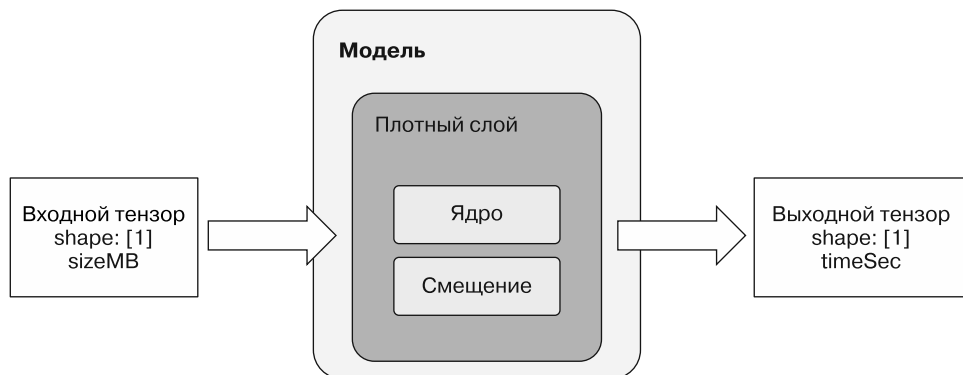 Модель
Плотный слой
Ядро
Смещение
Входной тензор
shape: [1]
sizeMB
Выходной тензор
shape: [1]
timeSec